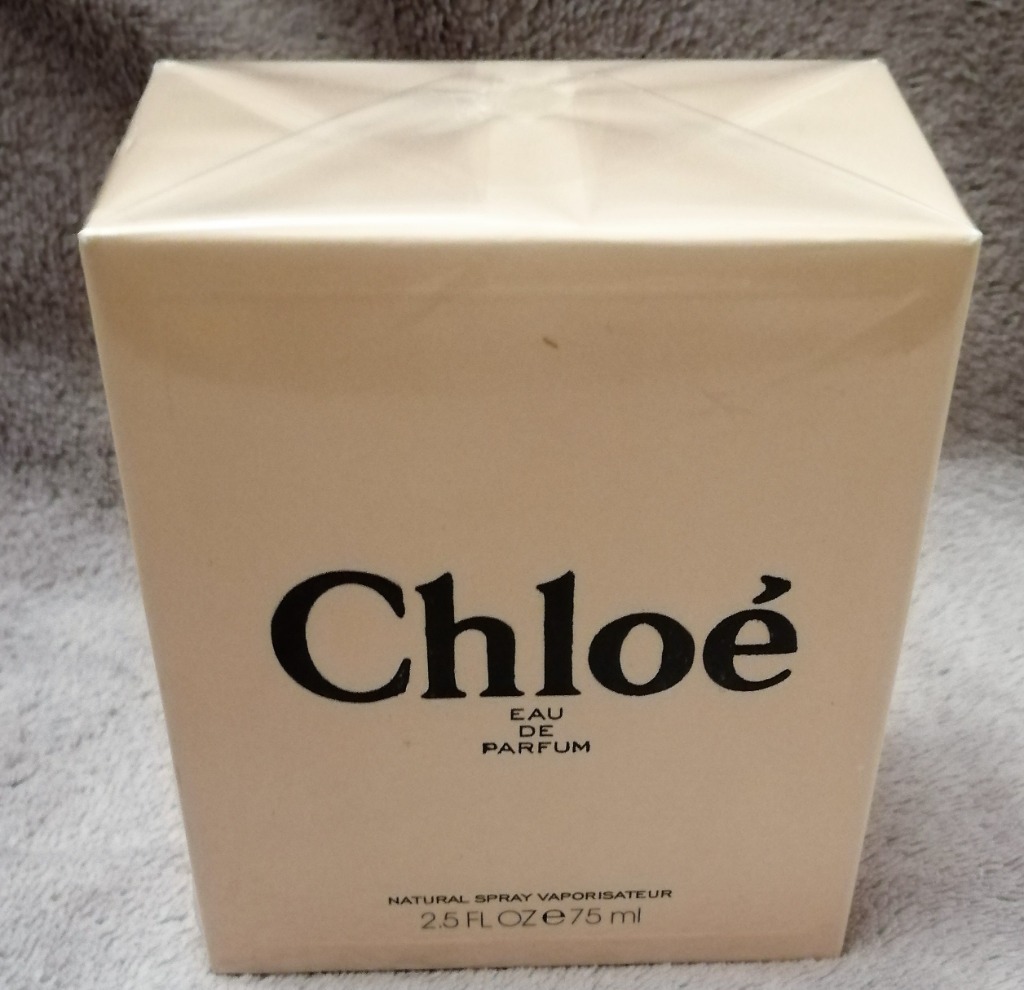 Chloé
EAU
DE
PARFUM
NATURAL SPRAY VAPORISATEUR
2.5 FL OZ ℮ 75 ml